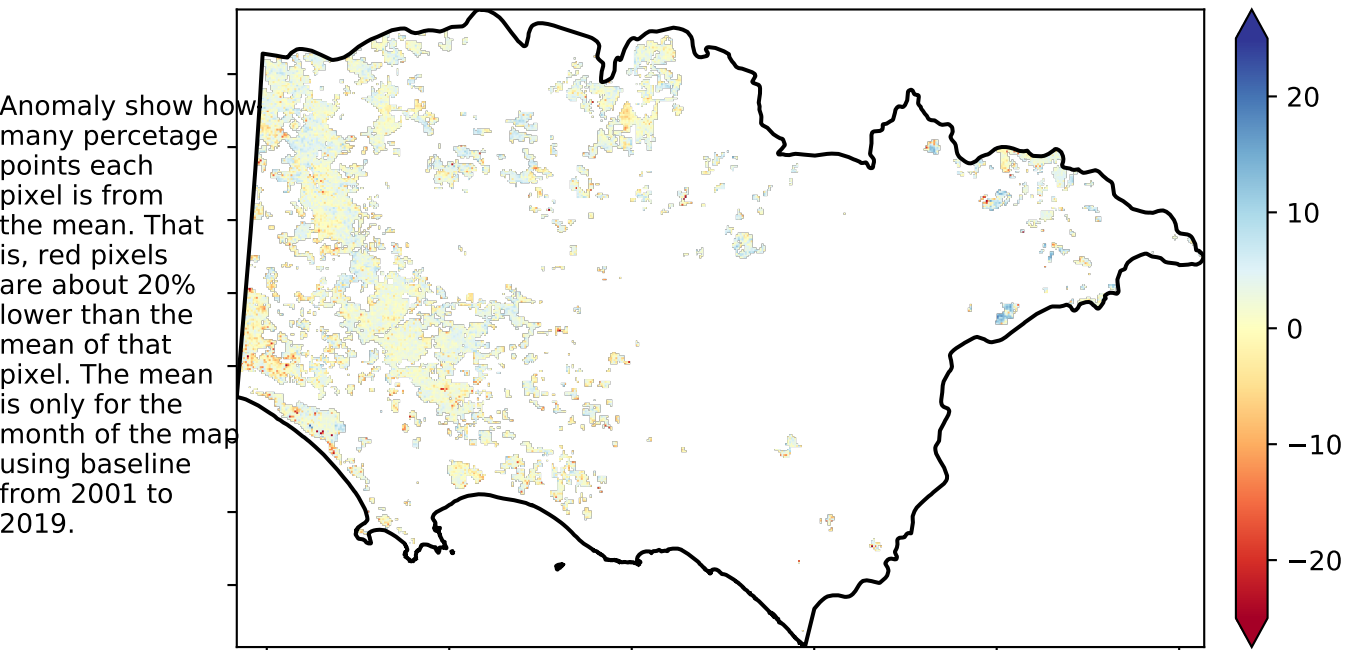 Anomaly show how
many percetage
points each
pixel is from
the mean. That
is, red pixels
are about 20%
lower than the
mean of that
pixel. The mean
is only for the
month of the map
using baseline
from 2001 to
2019.
20
10
0
−10
−20